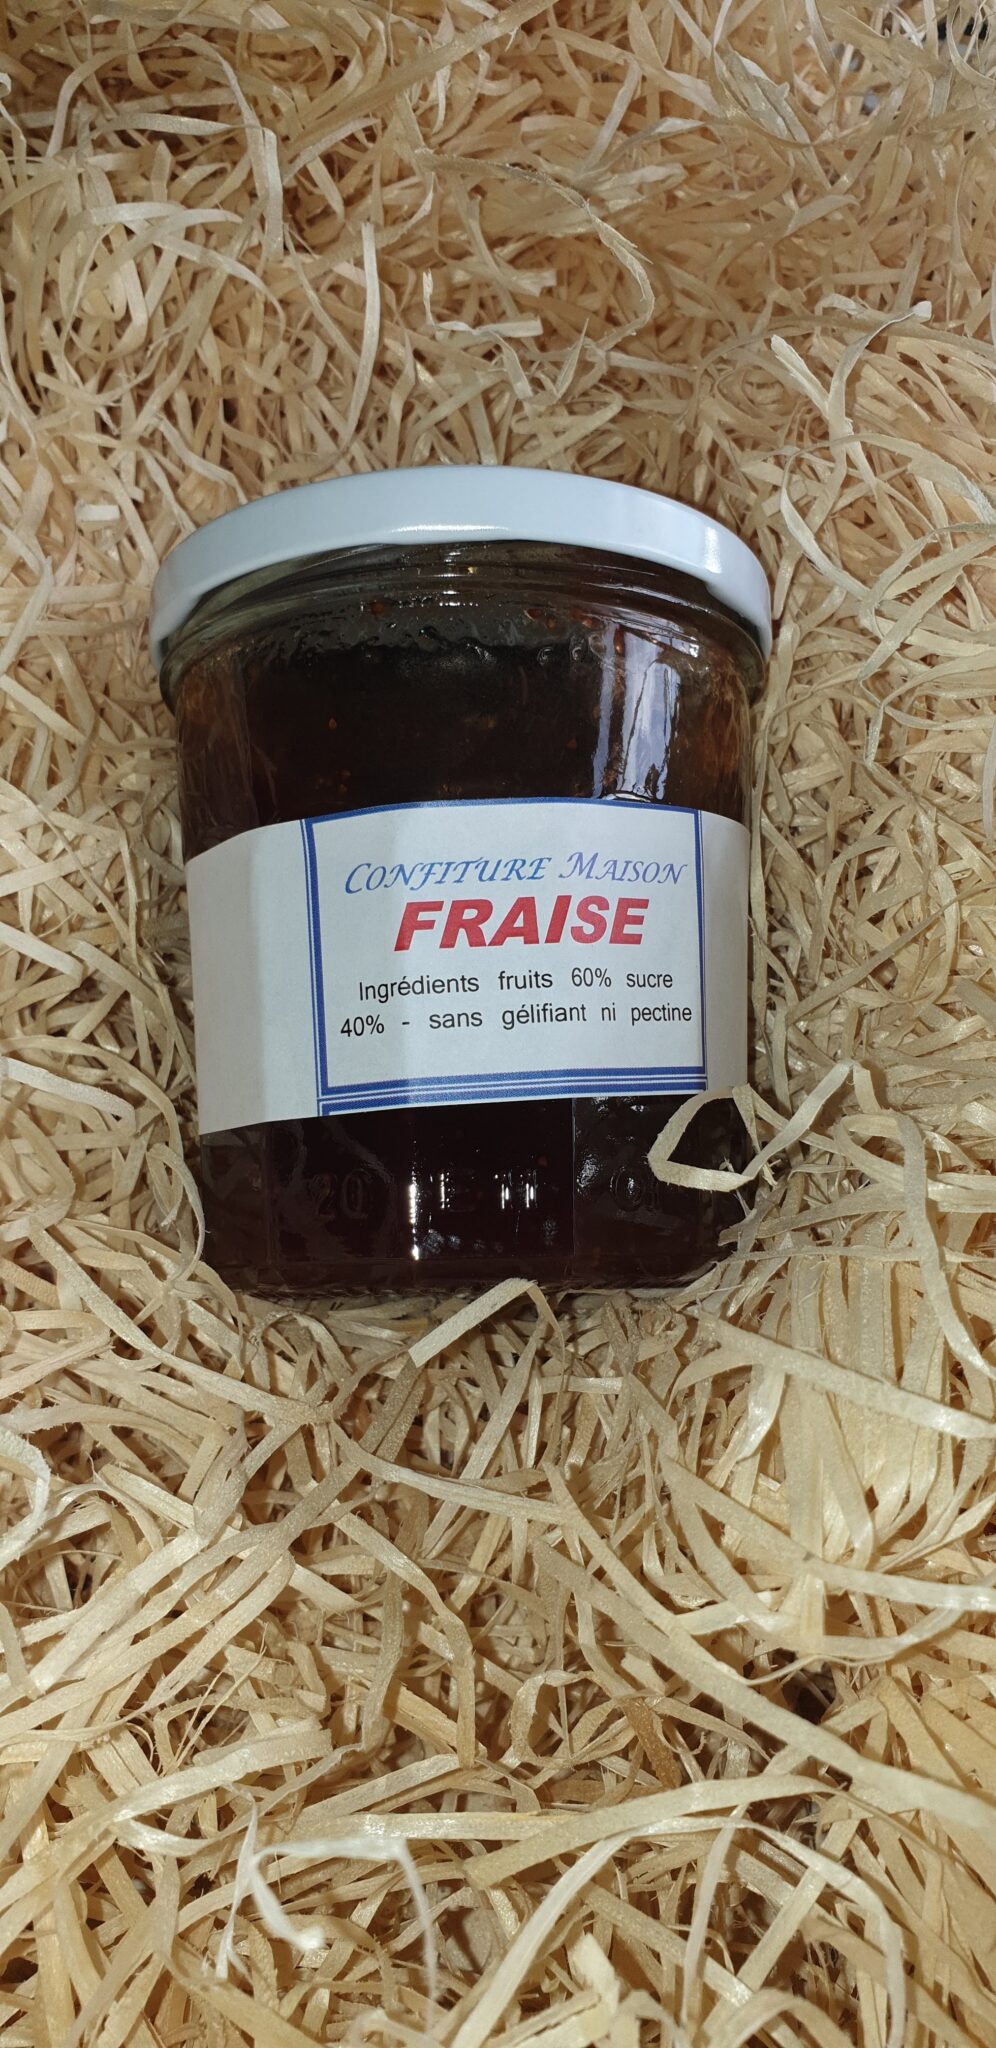 CONFITURE MAISON
FRAISE
Ingrédients fruits 60% sucre
40% - sans gélifiant ni pectine